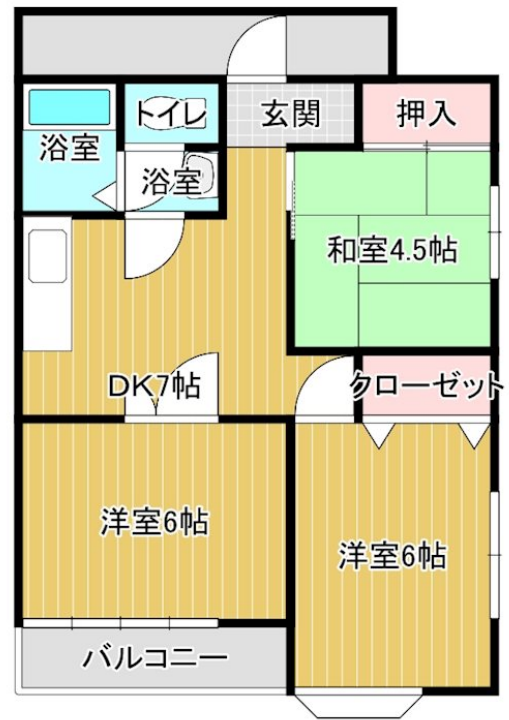 トイレ
玄関
押入
浴室
浴室
和室4.5帖
DK7帖
クローゼット
洋室6帖
洋室6帖
バルコニー